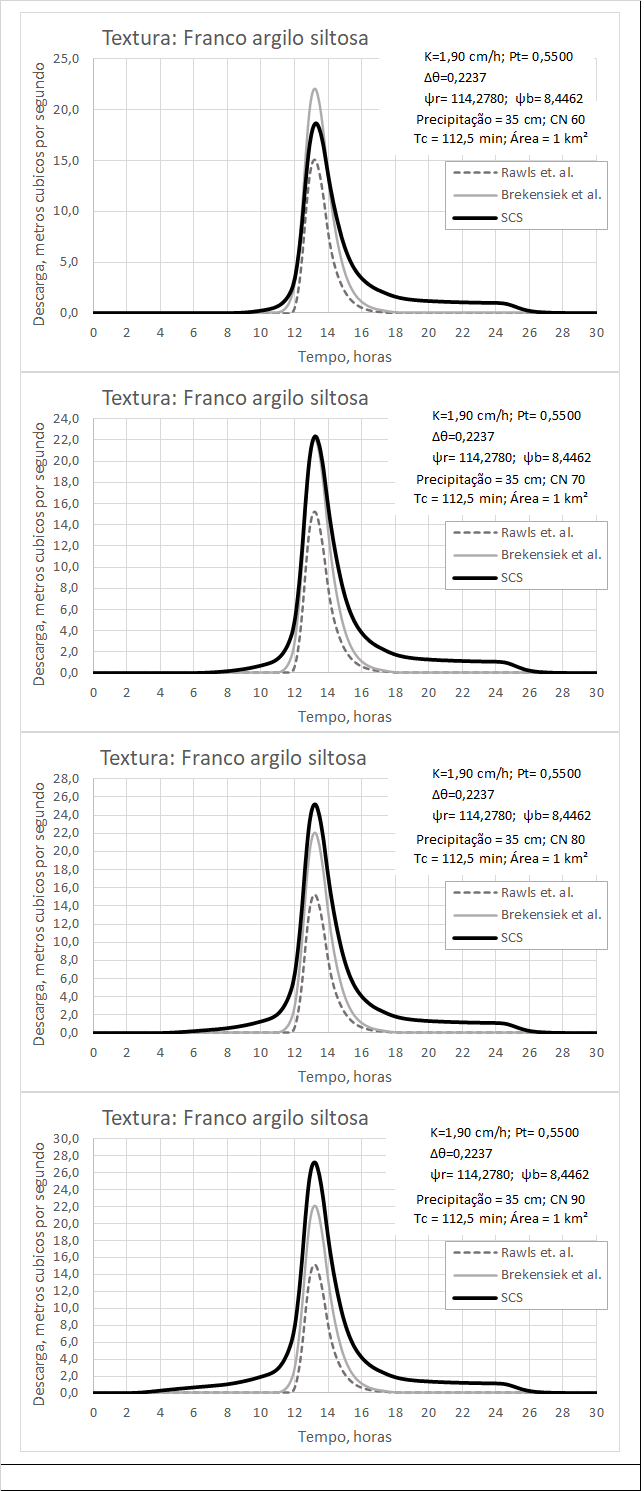 Textura: Franco argilo siltosa
K=1,90 cm/h; Pt= 0,5500
Δθ=0,2237
ψr= 114,2780; ψb= 8,4462
Precipitação = 35 cm; CN 60
Tc = 112,5 min; Área = 1 km²
Rawls et. al.
Brekensiek et al.
SCS
Descarga, metros cubicos por segundo
25,0
20,0
15,0
10,0
5,0
0,0
0 2 4 6 8 10 12 14 16 18 20 22 24 26 28 30
Tempo, horas
Textura: Franco argilo siltosa
K=1,90 cm/h; Pt= 0,5500
Δθ=0,2237
ψr= 114,2780; ψb= 8,4462
Precipitação = 35 cm; CN 70
Tc = 112,5 min; Área = 1 km²
Rawls et. al.
Brekensiek et al.
SCS
Descarga, metros cubicos por segundo
24,0
22,0
20,0
18,0
16,0
14,0
12,0
10,0
8,0
6,0
4,0
2,0
0,0
0 2 4 6 8 10 12 14 16 18 20 22 24 26 28 30
Tempo, horas
Textura: Franco argilo siltosa
K=1,90 cm/h; Pt= 0,5500
Δθ=0,2237
ψr= 114,2780; ψb= 8,4462
Precipitação = 35 cm; CN 80
Tc = 112,5 min; Área = 1 km²
Rawls et. al.
Brekensiek et al.
SCS
Descarga, metros cubicos por segundo
28,0
26,0
24,0
22,0
20,0
18,0
16,0
14,0
12,0
10,0
8,0
6,0
4,0
2,0
0,0
0 2 4 6 8 10 12 14 16 18 20 22 24 26 28 30
Tempo, horas
Textura: Franco argilo siltosa
K=1,90 cm/h; Pt= 0,5500
Δθ=0,2237
ψr= 114,2780; ψb= 8,4462
Precipitação = 35 cm; CN 90
Tc = 112,5 min; Área = 1 km²
Rawls et. al.
Brekensiek et al.
SCS
Descarga, metros cubicos por segundo
30,0
28,0
26,0
24,0
22,0
20,0
18,0
16,0
14,0
12,0
10,0
8,0
6,0
4,0
2,0
0,0
0 2 4 6 8 10 12 14 16 18 20 22 24 26 28 30
Tempo, horas